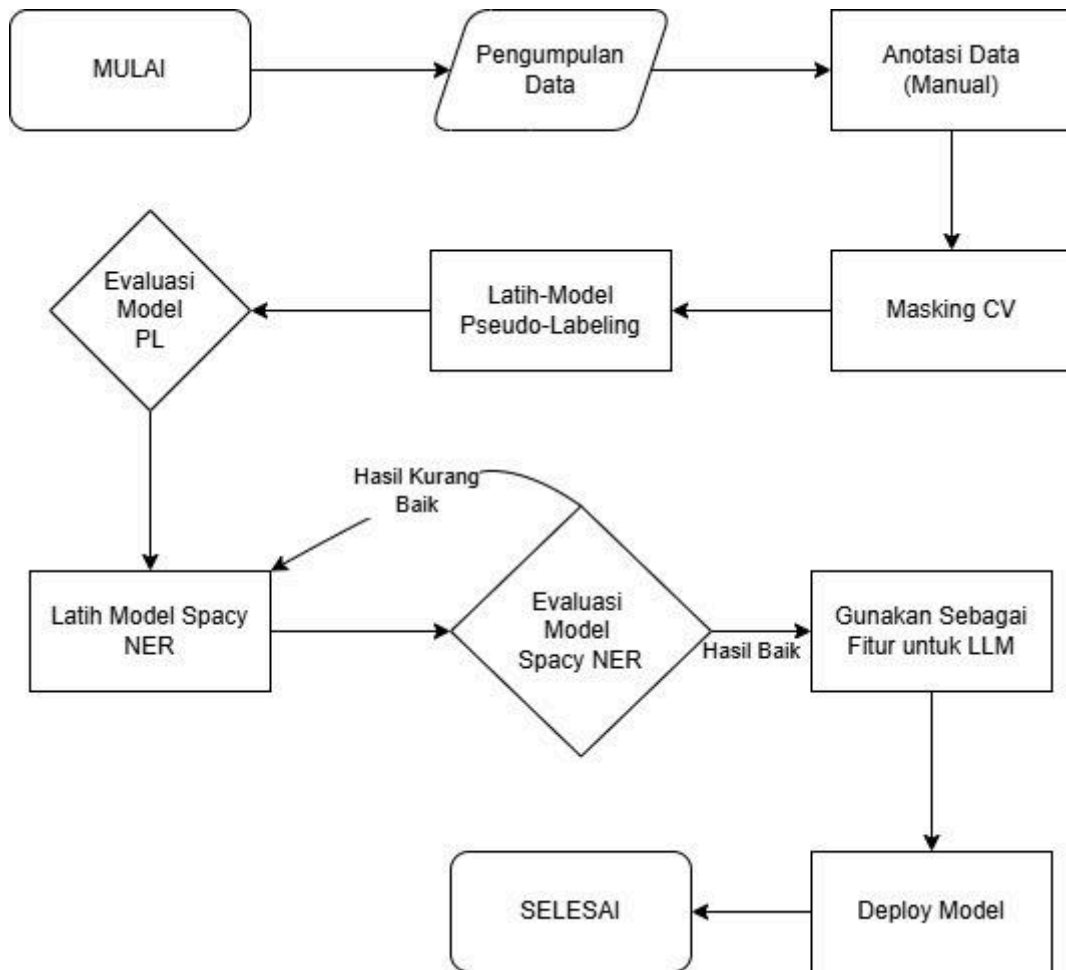 MULAI
Pengumpulan
Data
Anotasi Data
(Manual)
Masking CV
Latih-Model
Pseudo-Labeling
Evaluasi
Model
PL
Latih Model Spacy
NER
Hasil Kurang
Baik
Evaluasi
Model
Spacy NER
Hasil Baik
Gunakan Sebagai
Fitur untuk LLM
Deploy Model
SELESAI